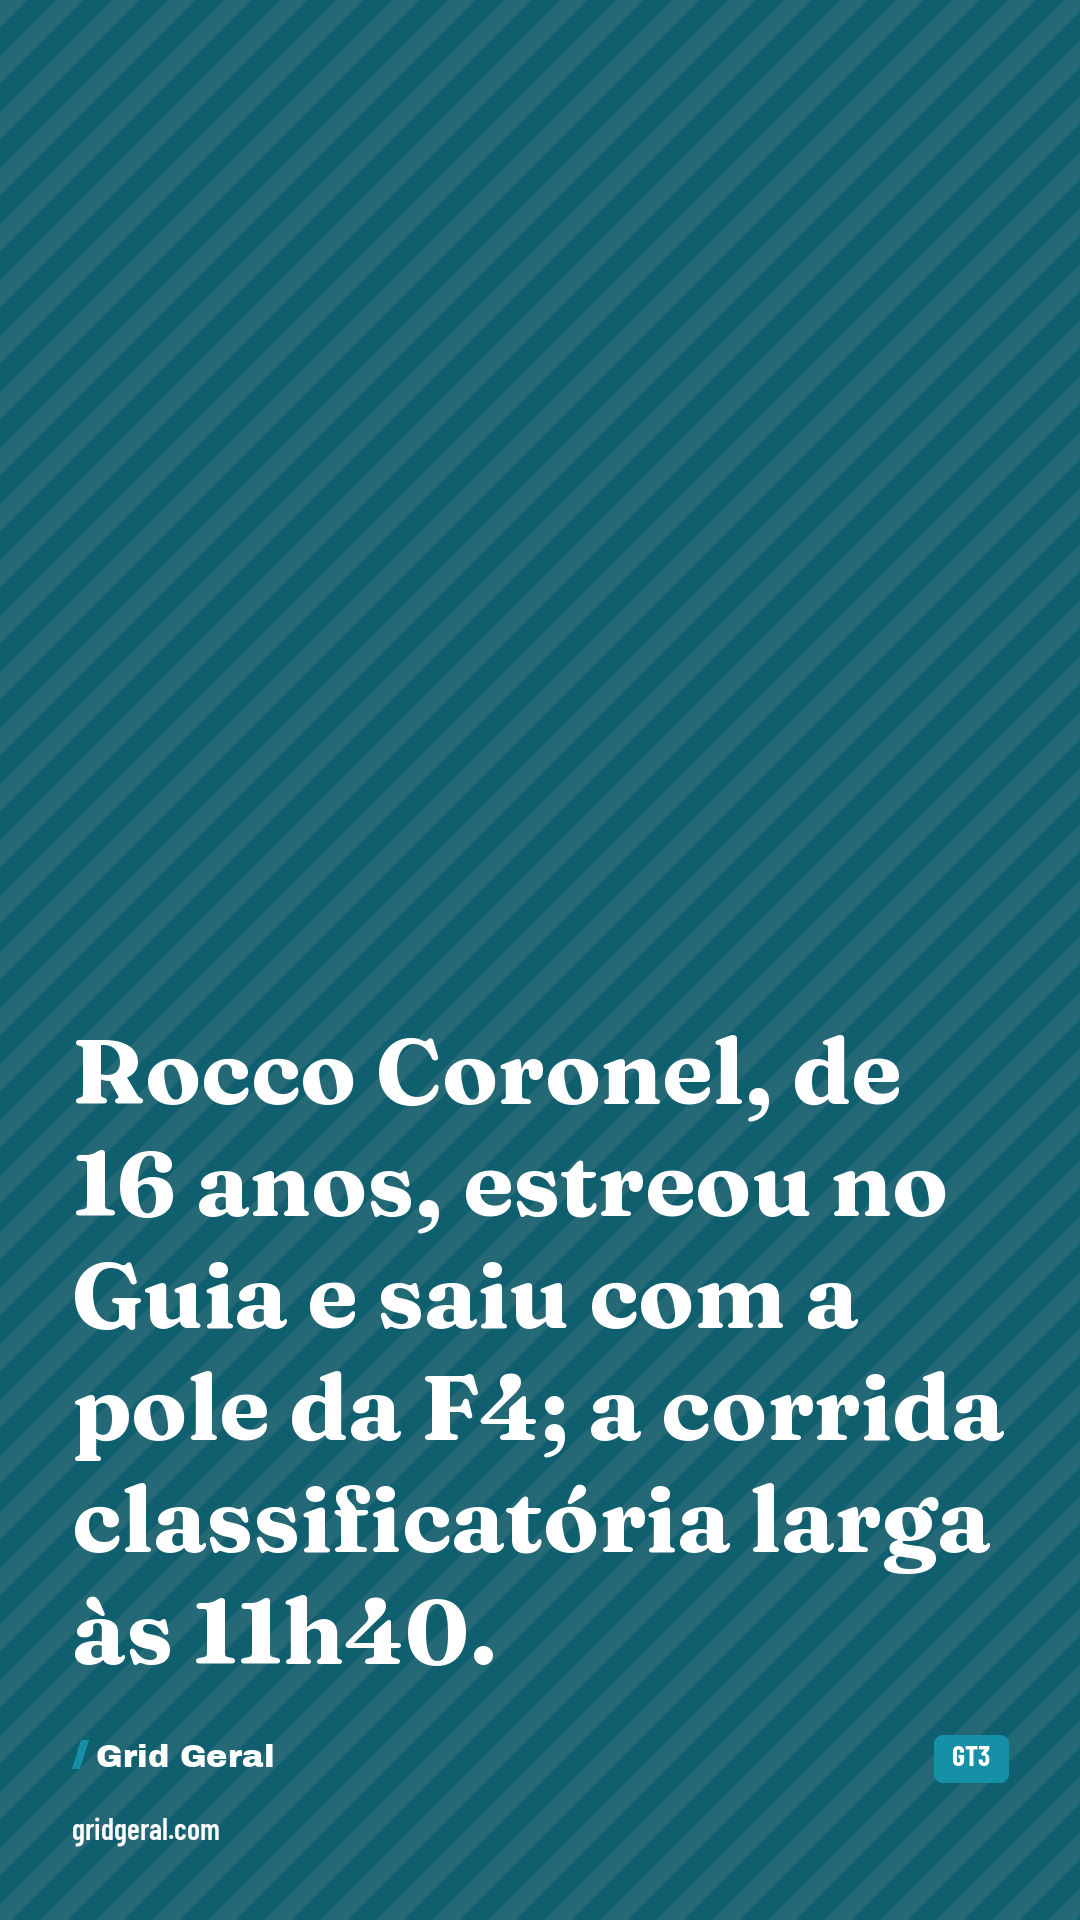 Rocco Coronel, de
16 anos, estreou no
Guia e saiu com a
pole da F4; a corrida
classificatória larga
às 11h40.
/ Grid Geral
GT3
gridgeral.com